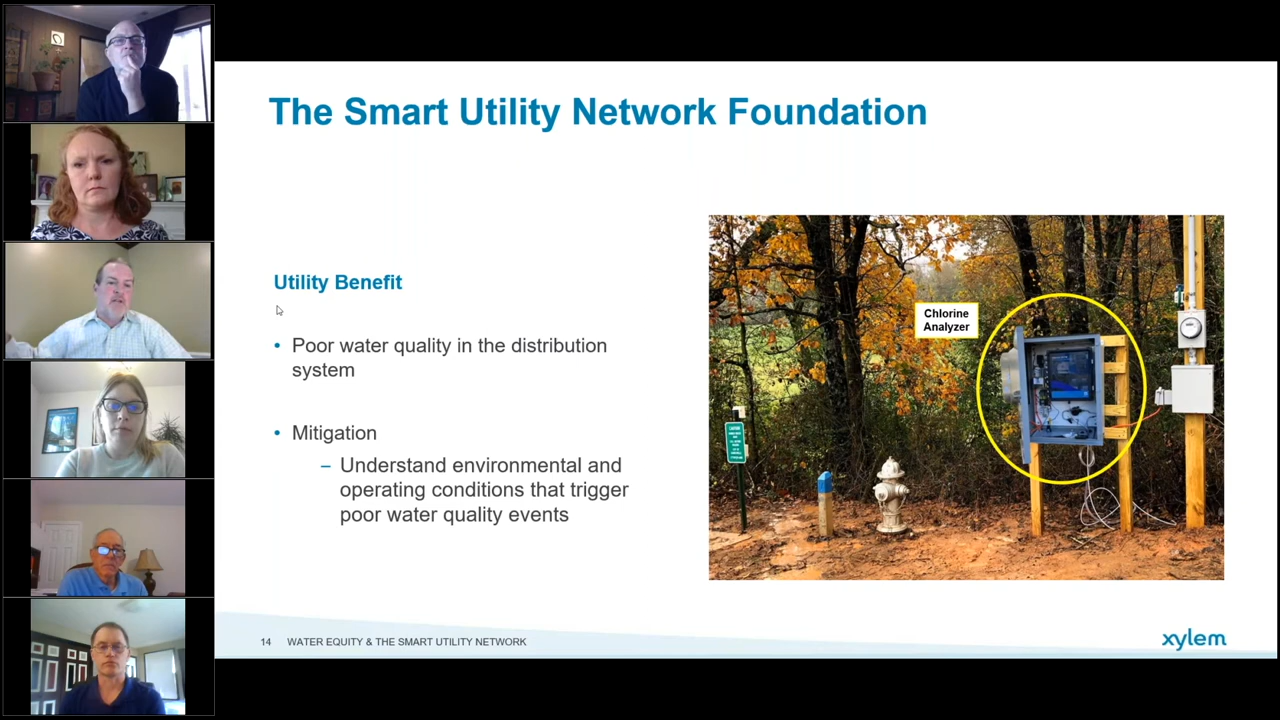 The Smart Utility Network Foundation
Utility Benefit
• Poor water quality in the distribution
system
• Mitigation
– Understand environmental and
operating conditions that trigger
poor water quality events
Chlorine
Analyzer
14 WATER EQUITY & THE SMART UTILITY NETWORK
xylem